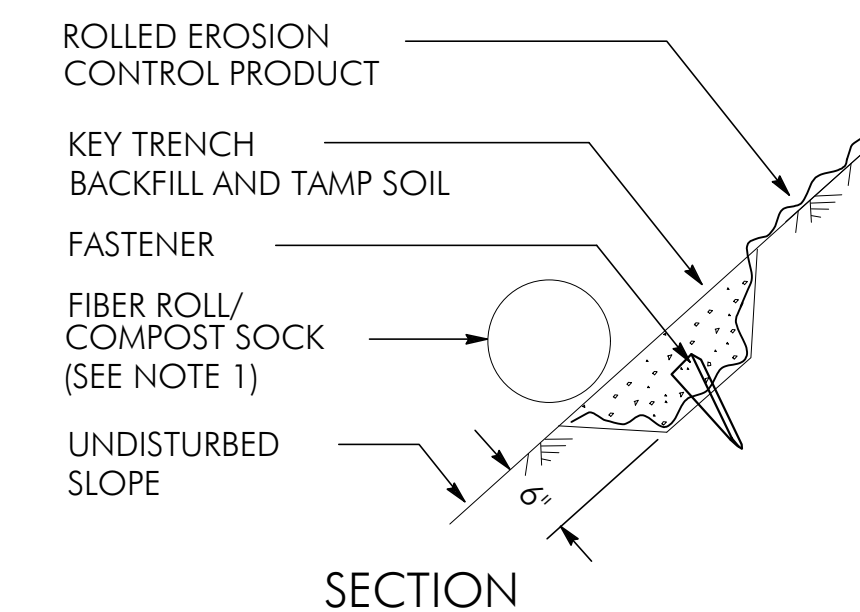 ROLLED EROSION
CONTROL PRODUCT
KEY TRENCH
BACKFILL AND TAMP SOIL
FASTENER
FIBER ROLL/
COMPOST SOCK
(SEE NOTE 1)
UNDISTURBED
SLOPE
6"
SECTION